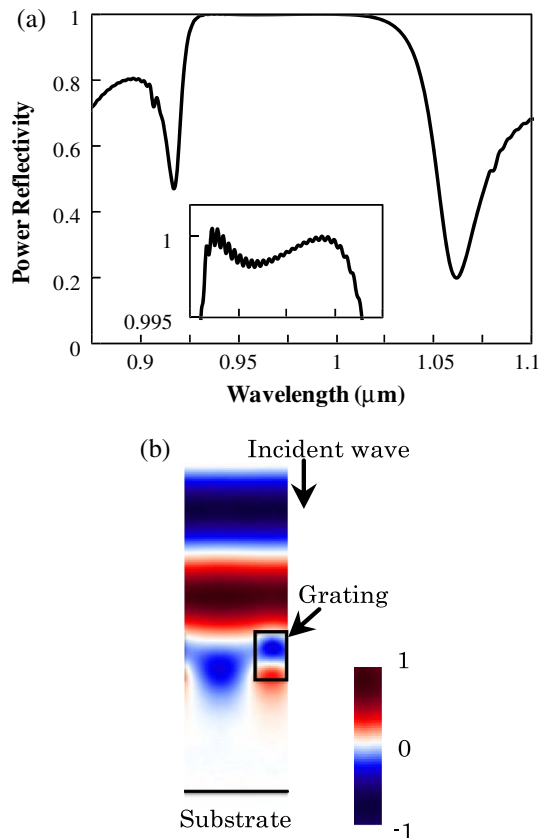 (a)
1
0.8
0.6
0.4
0.2
0
Power Reflectivity
1
0.995
0.9 0.95 1 1.05 1.1
Wavelength (μm)
(b)
Incident wave
Grating
1
0
-1
Substrate